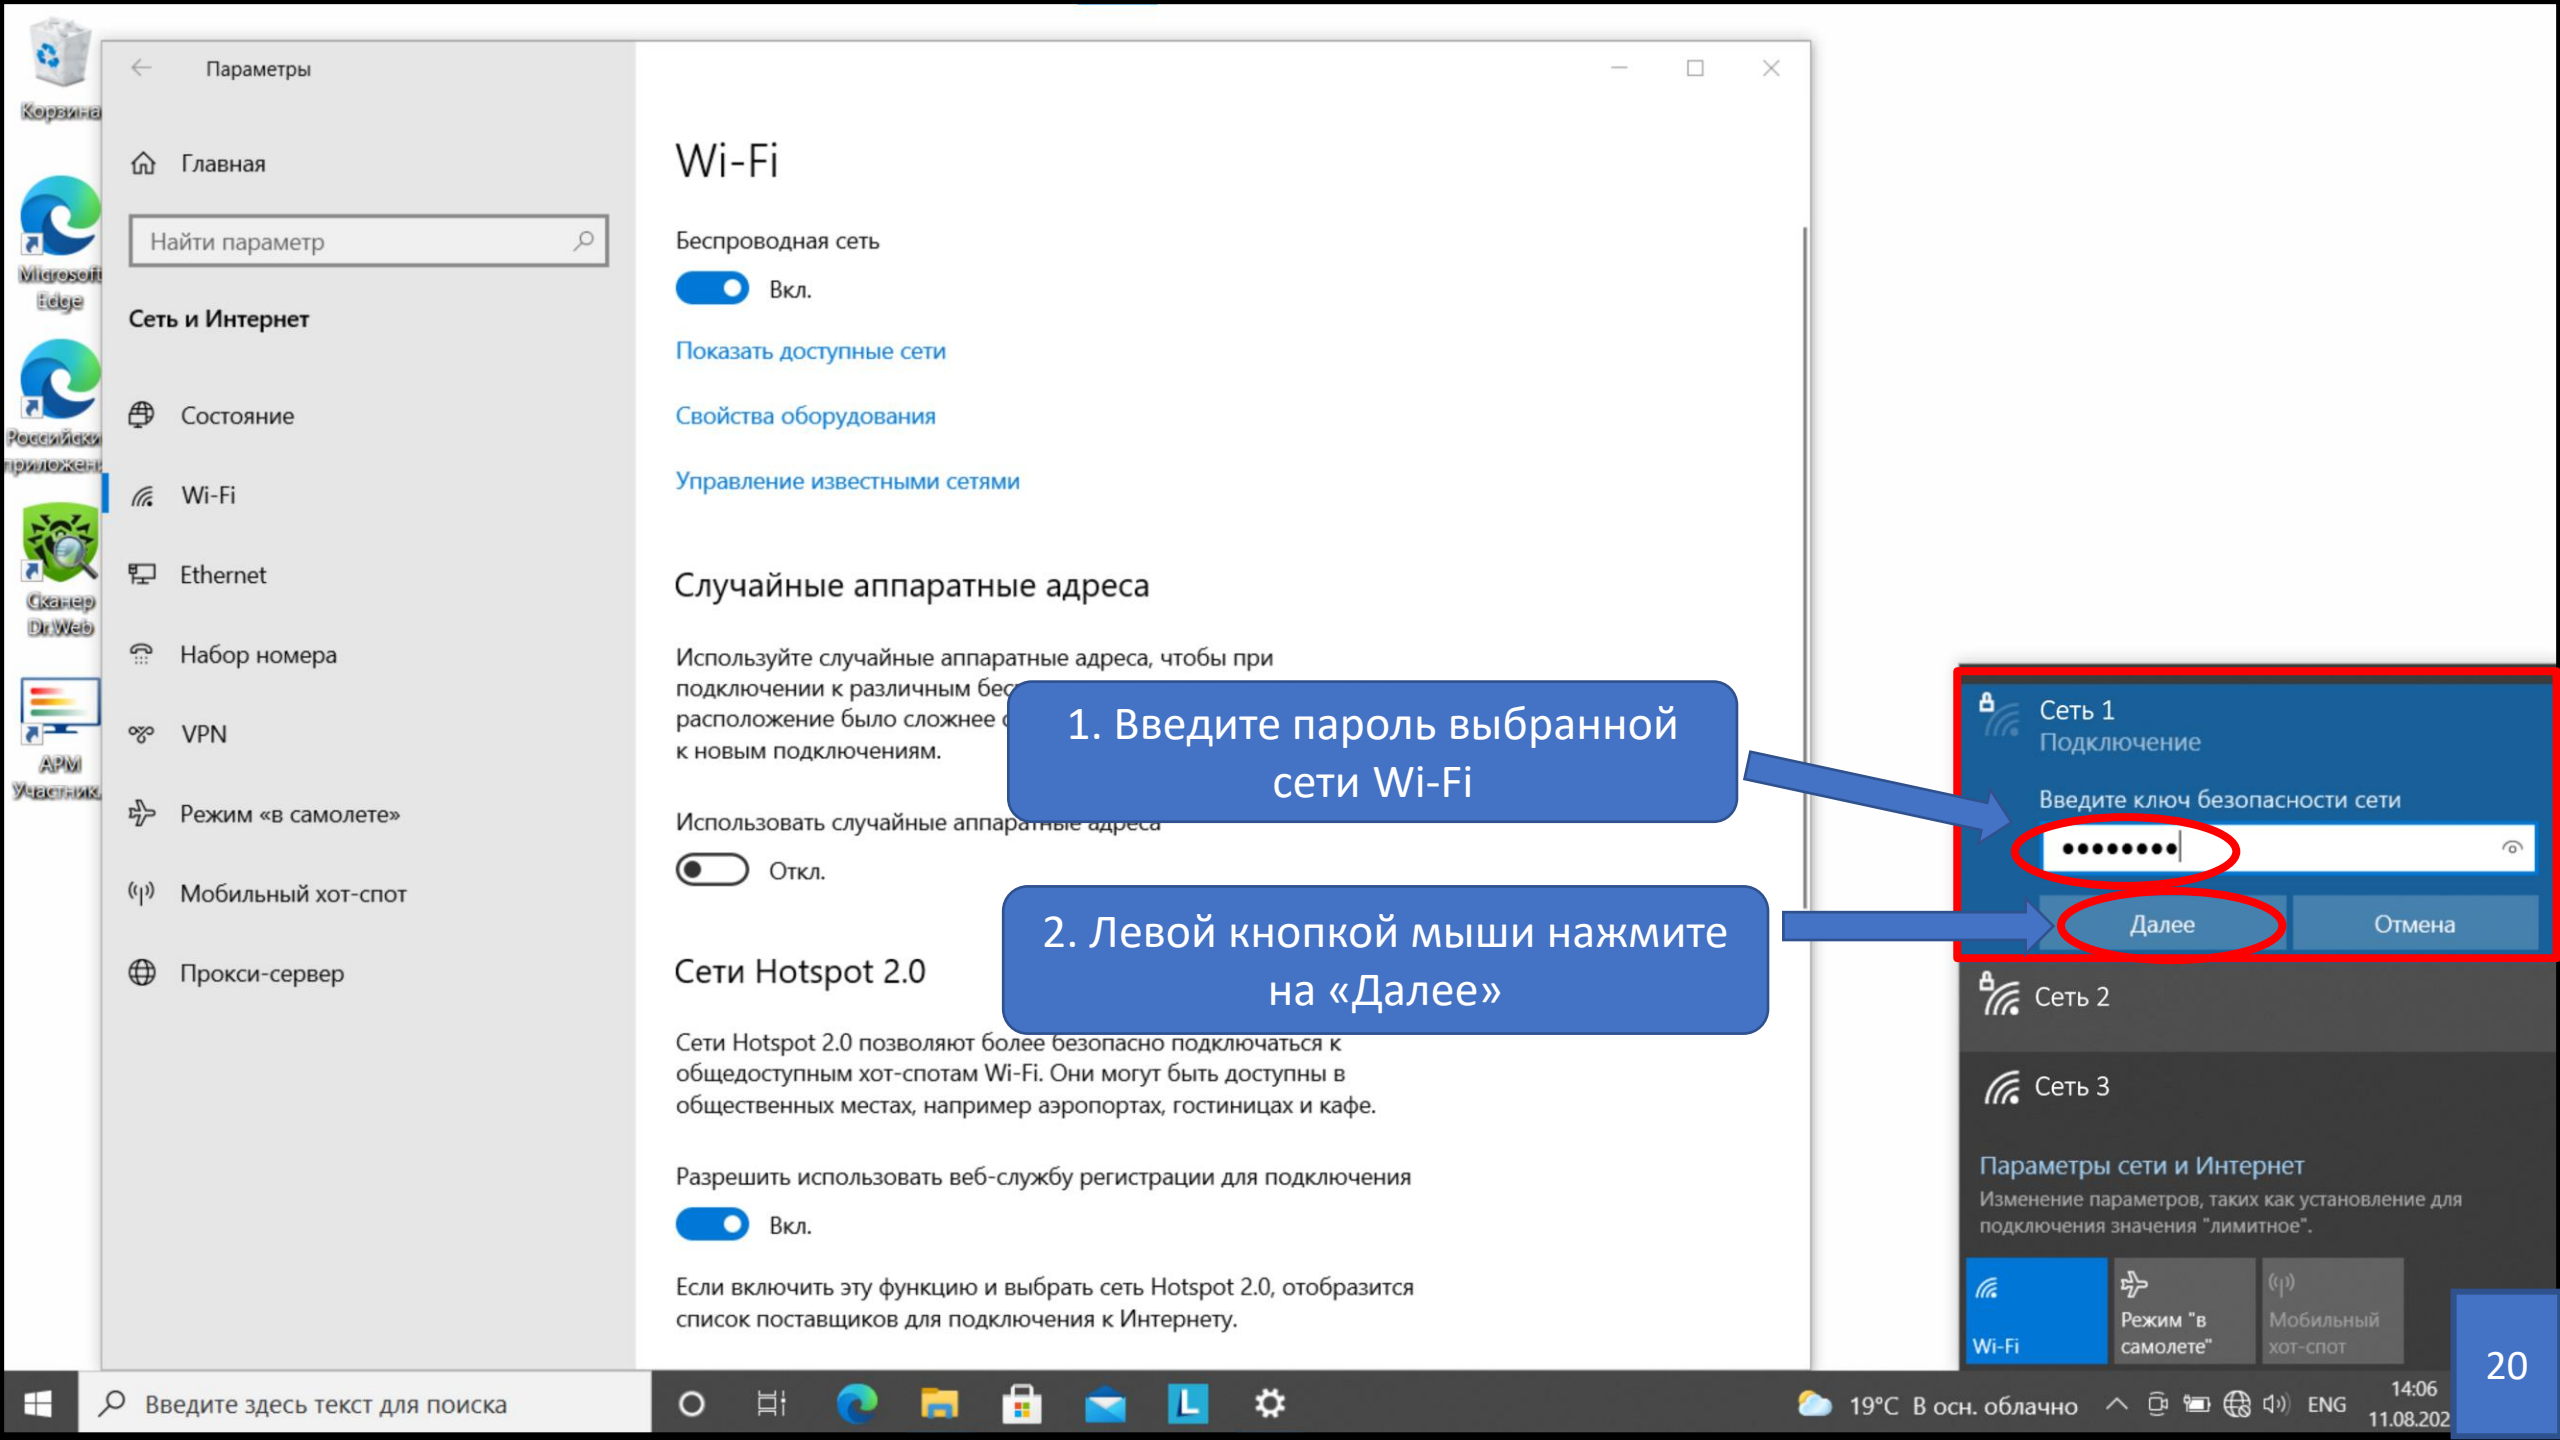 Корзина
Microsoft
Edge
Сканер
Dr.Web
АРМ
Параметры
Главная
Найти параметр
Сеть и Интернет
Состояние
Wi-Fi
Ethernet
Набор номера
VPN
Режим «в самолете»
Мобильный хот-спот
Прокси-сервер
Wi-Fi
Беспроводная сеть
Вкл.
Показать доступные сети
Свойства оборудования
Управление известными сетями
Случайные аппаратные адреса
Используйте случайные аппаратные адреса, чтобы при
подключении к различным
расположение было сложнее
к новым подключениям.
Использовать случайные аппаратные адреса
Откл.
Сети Hotspot 2.0
Сети Hotspot 2.0 позволяют более безопасно подключаться к
общедоступным хот-спотам Wi-Fi. Они могут быть доступны в
общественных местах, например аэропортах, гостиницах и кафе.
Разрешить использовать веб-службу регистрации для подключения
Вкл.
Если включить эту функцию и выбрать сеть Hotspot 2.0, отобразится
список поставщиков для подключения к Интернету.
1. Введите пароль выбранной
сети Wi-Fi
2. Левой кнопкой мыши нажмите
на «Далее»
Сеть 1
Подключение
Введите ключ безопасности сети
Далее
Отмена
Сеть 2
Сеть 3
Параметры сети и Интернет
Изменение параметров, таких как установление для
подключения значения "лимитное".
Wi-Fi
Режим "в
самолете"
Мобильный
хот-спот
20
Введите здесь текст для поиска
L
19°C В осн. облачно
ENG
14:06
11.08.202